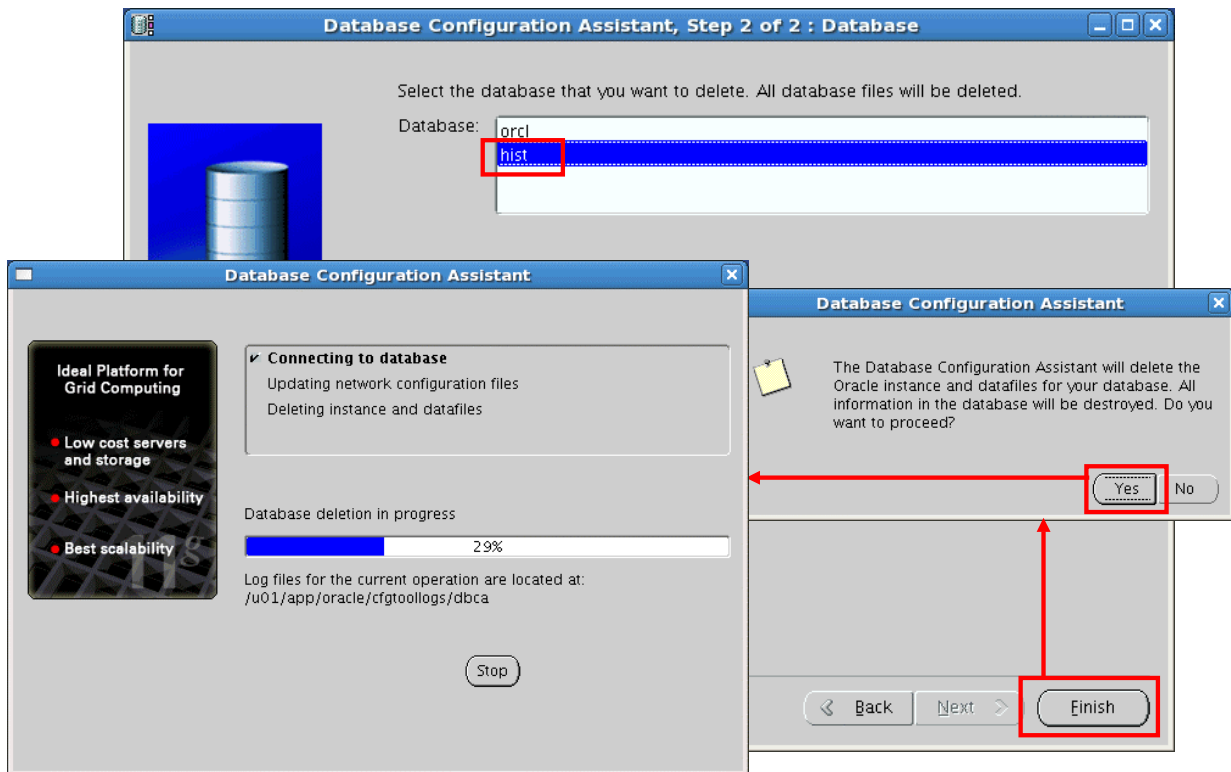 Database Configuration Assistant, Step 2 of 2 : Database
Select the database that you want to delete. All database files will be deleted.
Database:
orcl
hist
Database Configuration Assistant
Ideal Platform for
Grid Computing
Low cost servers
and storage
Highest availability
Best scalability
11g
Connecting to database
Updating network configuration files
Deleting instance and datafiles
Database deletion in progress
29%
Log files for the current operation are located at:
/u01/app/oracle/cfgtoollogs/dbca
Stop
Database Configuration Assistant
The Database Configuration Assistant will delete the
Oracle instance and datafiles for your database. All
information in the database will be destroyed. Do you
want to proceed?
Yes
No
Back
Next
Finish